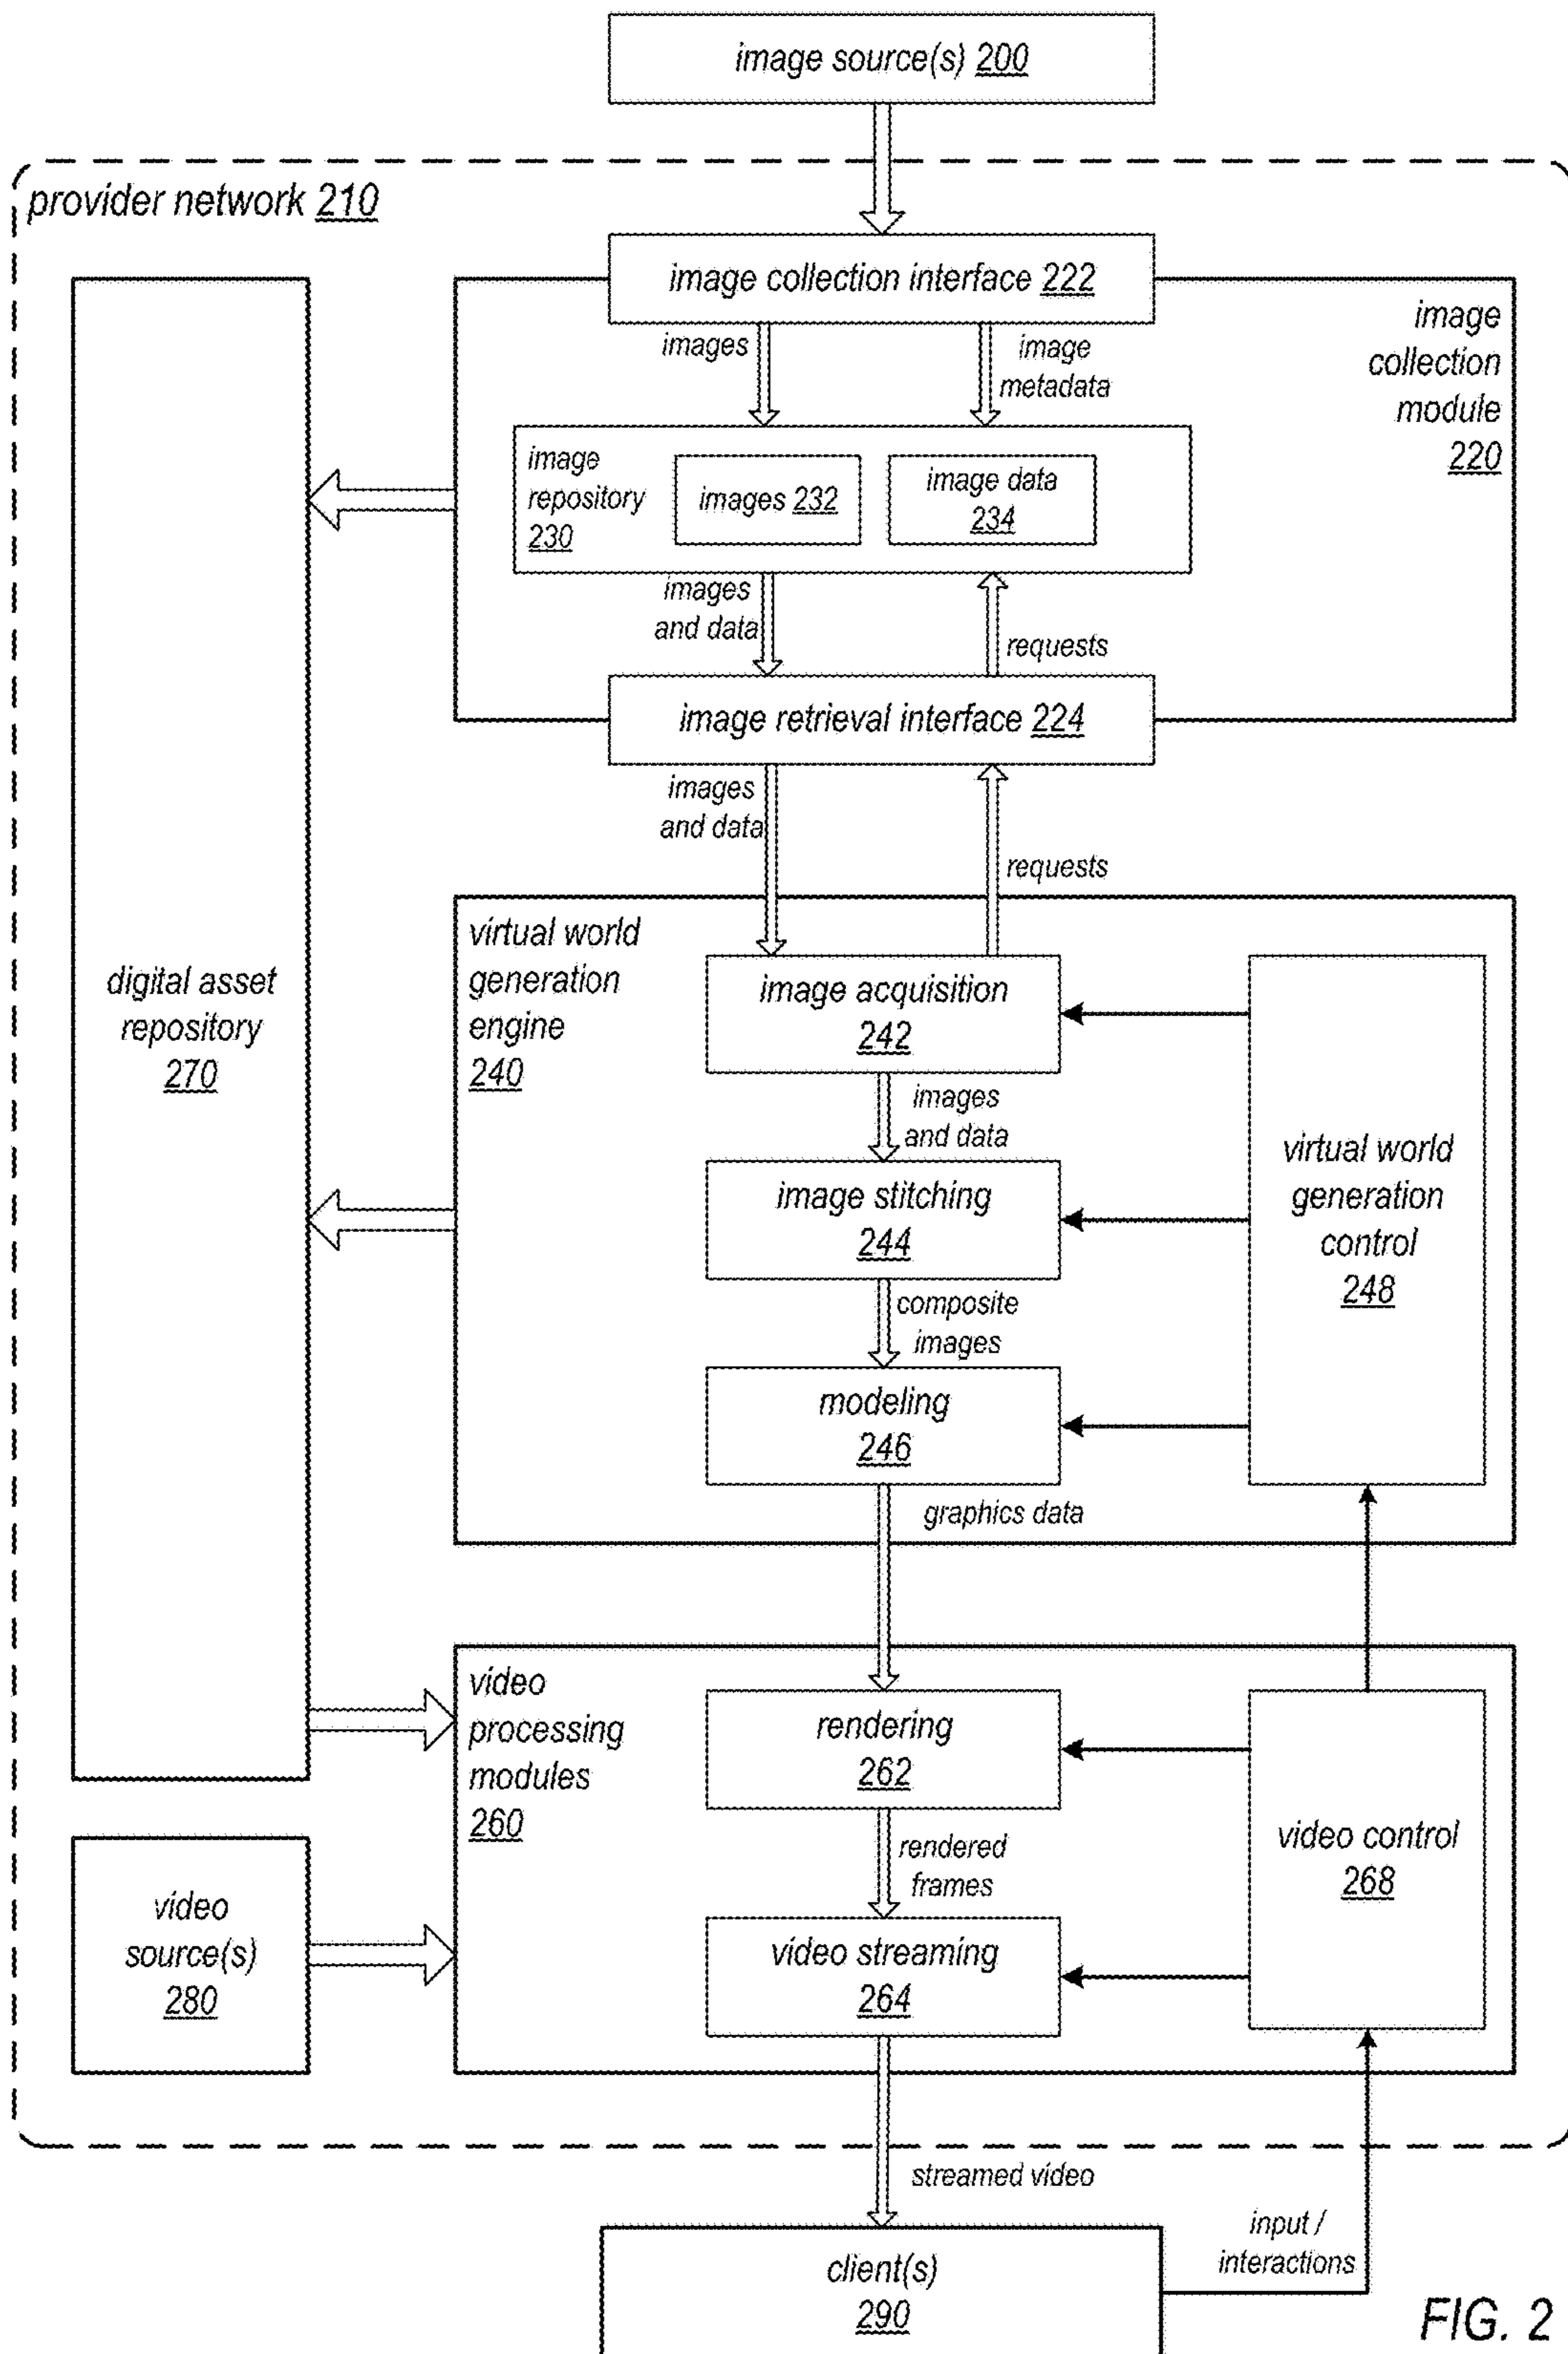 image source(s) 200
provider network 210
image collection interface 222
image
collection
module
220
images
image
metadata
image
repository
230
images 232
image data
234
images
and data
requests
image retrieval interface 224
images
and data
requests
digital asset
repository
270
virtual world
generation
engine
240
image acquisition
242
images
and data
image stitching
244
composite
images
modeling
246
graphics data
virtual world
generation
control
248
video
processing
modules
260
rendering
262
rendered
frames
video streaming
264
video control
268
video
source(s)
280
streamed video
input /
interactions
client(s)
290
FIG. 2